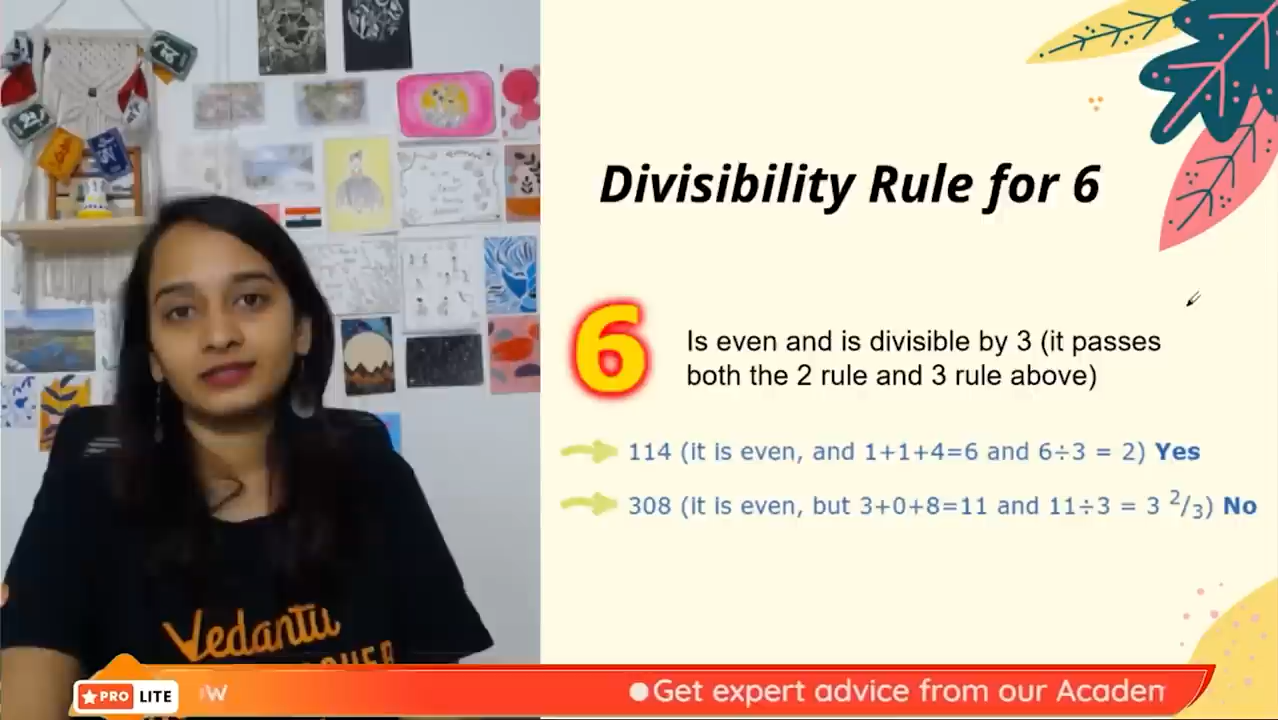 Divisibility Rule for 6
6
Is even and is divisible by 3 (it passes
both the 2 rule and 3 rule above)
114 (it is even, and 1+1+4=6 and 6÷3 = 2) Yes
308 (it is even, but 3+0+8=11 and 11÷3 = 3 2/3) No
Vedantu
PRO LITE
●Get expert advice from our Academ